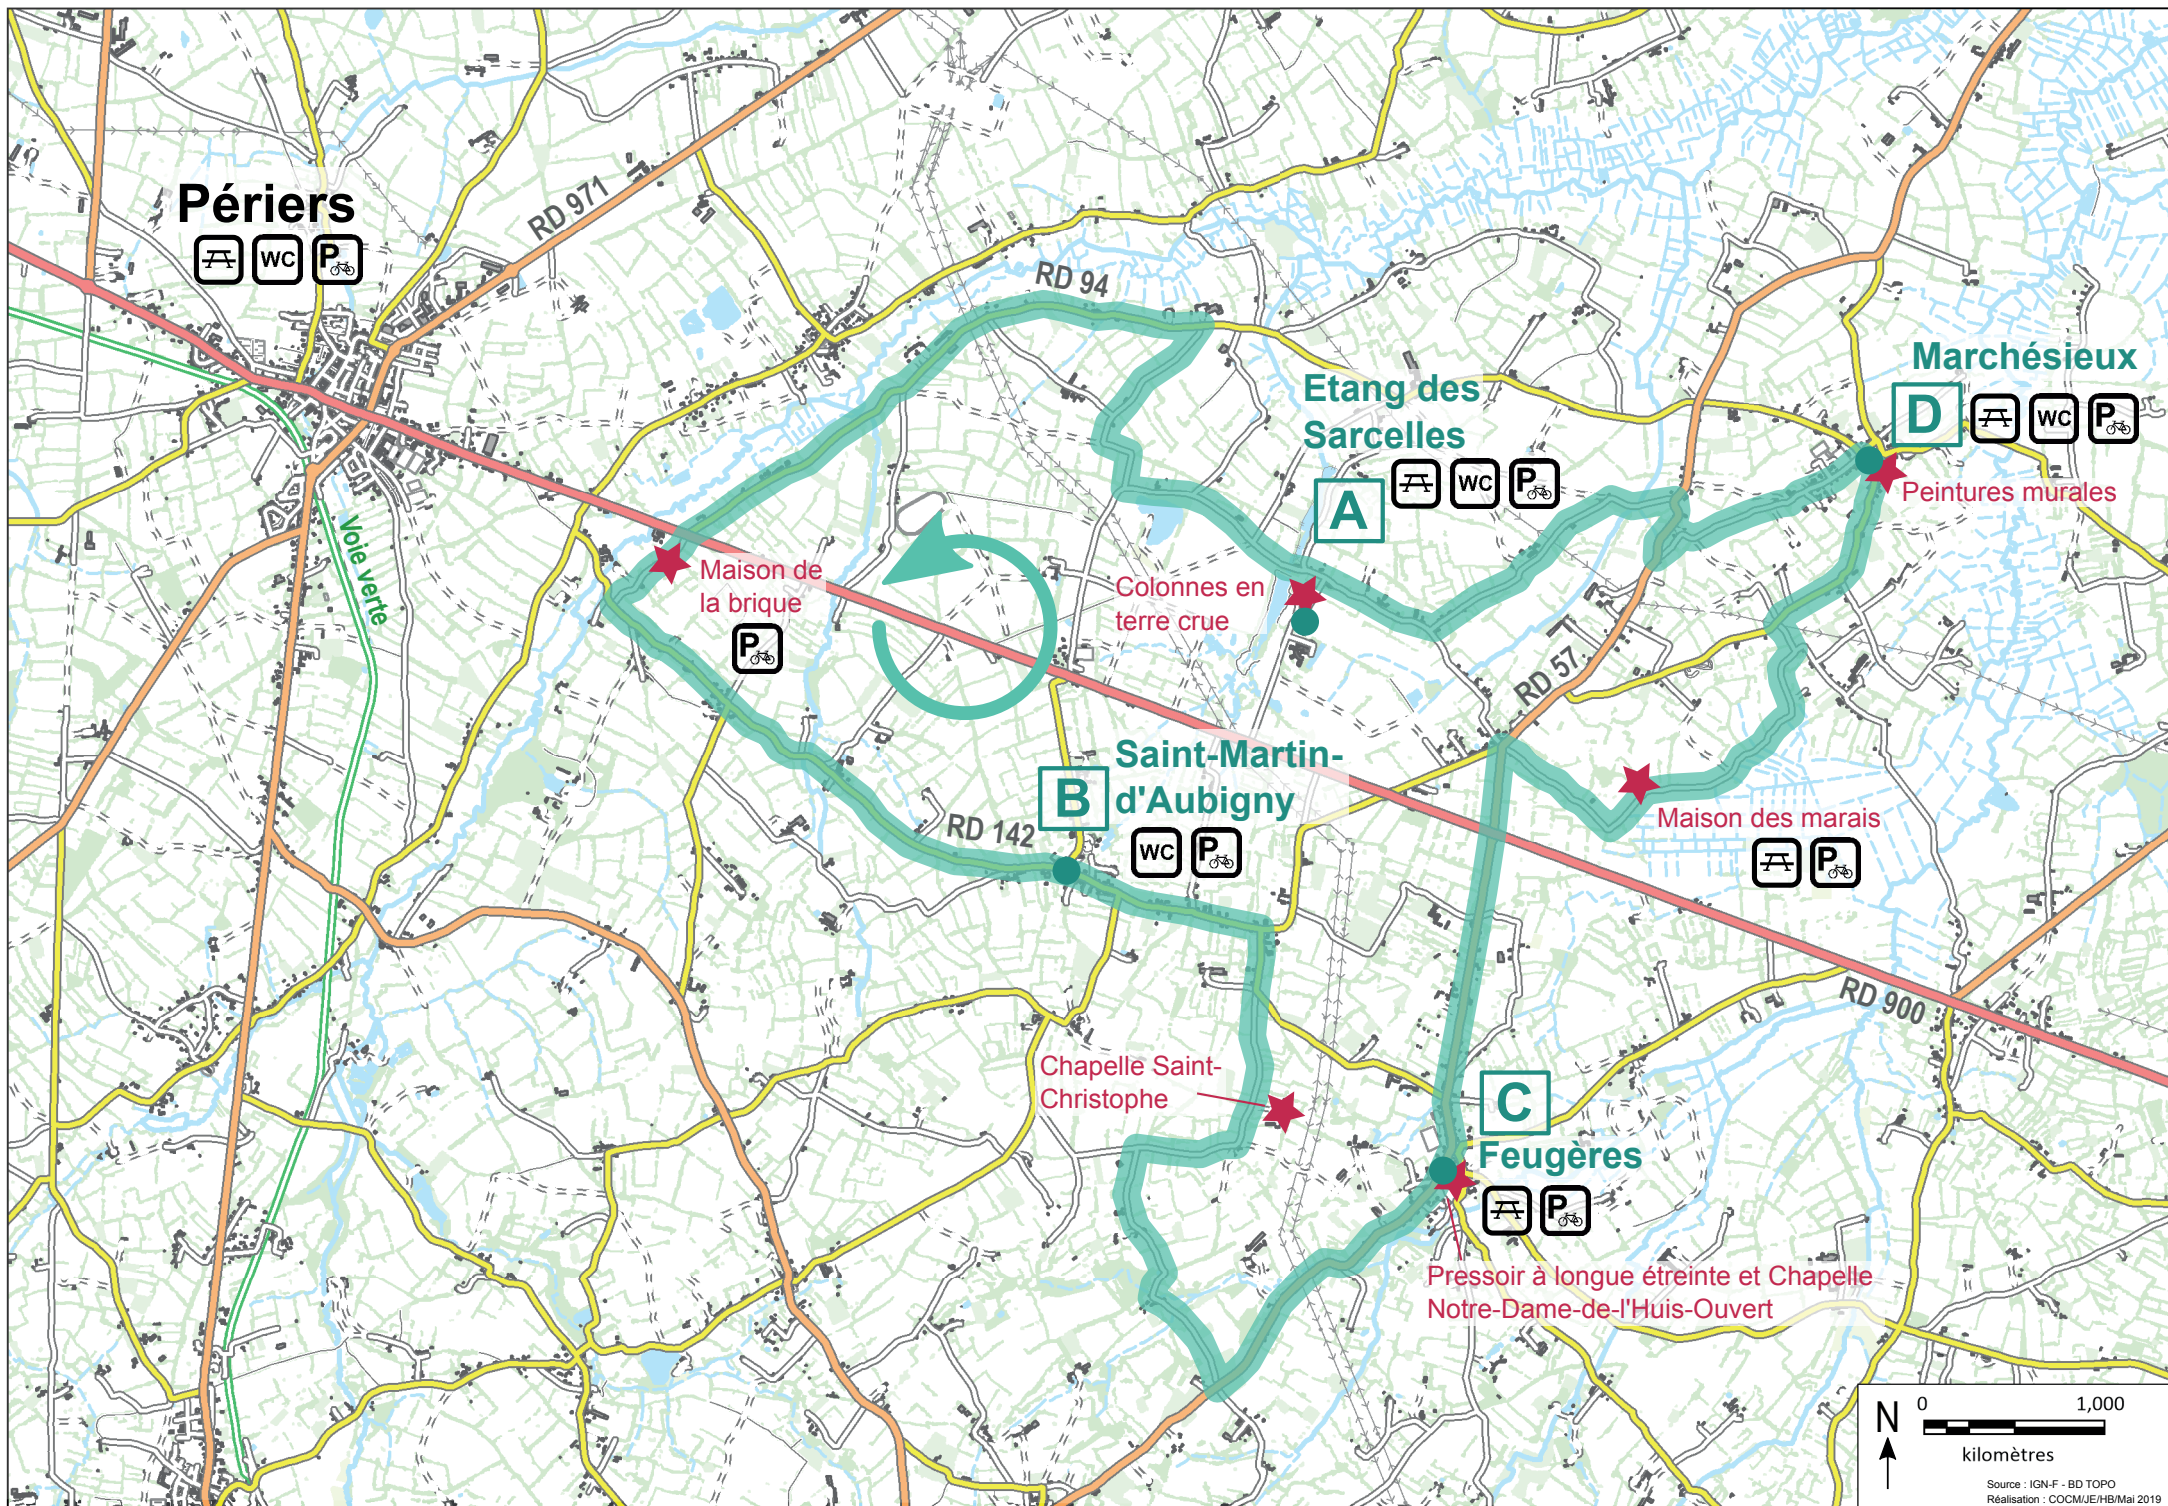 Périers
WC
P
RD 971
RD 94
Voie verte
Marchésieux
D
WC
P
Peintures murales
Etang des
Sarcelles
A
WC
P
Colonnes en
terre crue
Maison de
la brique
P
RD 57
Saint-Martin-
d'Aubigny
B
WC
P
RD 142
Maison des marais
P
RD 900
Chapelle Saint-
Christophe
C
Feugères
P
Pressoir à longue étreinte et Chapelle
Notre-Dame-de-l'Huis-Ouvert
N
0 1,000
kilomètres
Source : IGN-F - BD TOPO
Réalisation : COCM/JE/HB/Mai 2019